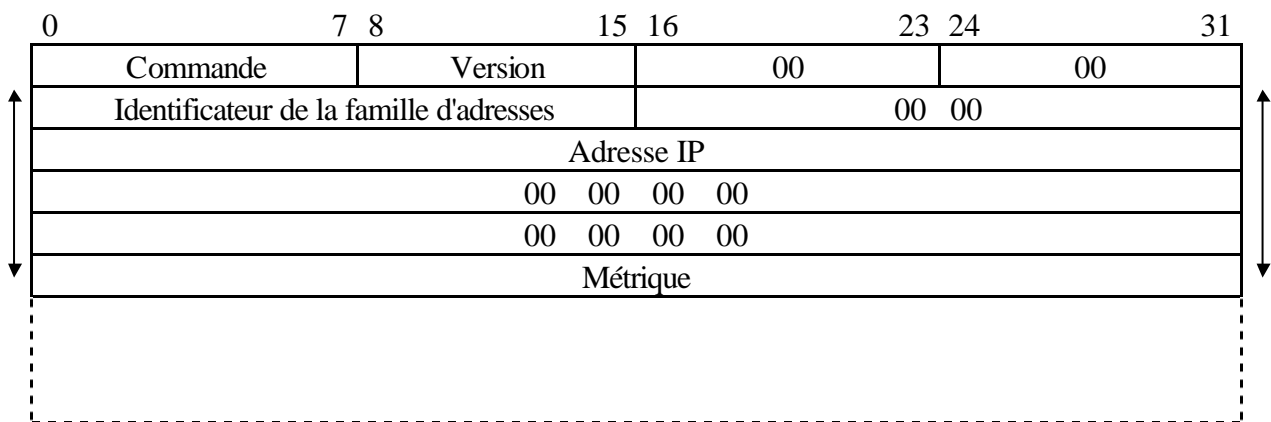 0 7 8 15 16 23 24 31
Commande Version 00 00
Identificateur de la famille d'adresses 00 00
Adresse IP
00 00 00 00
00 00 00 00
Métrique